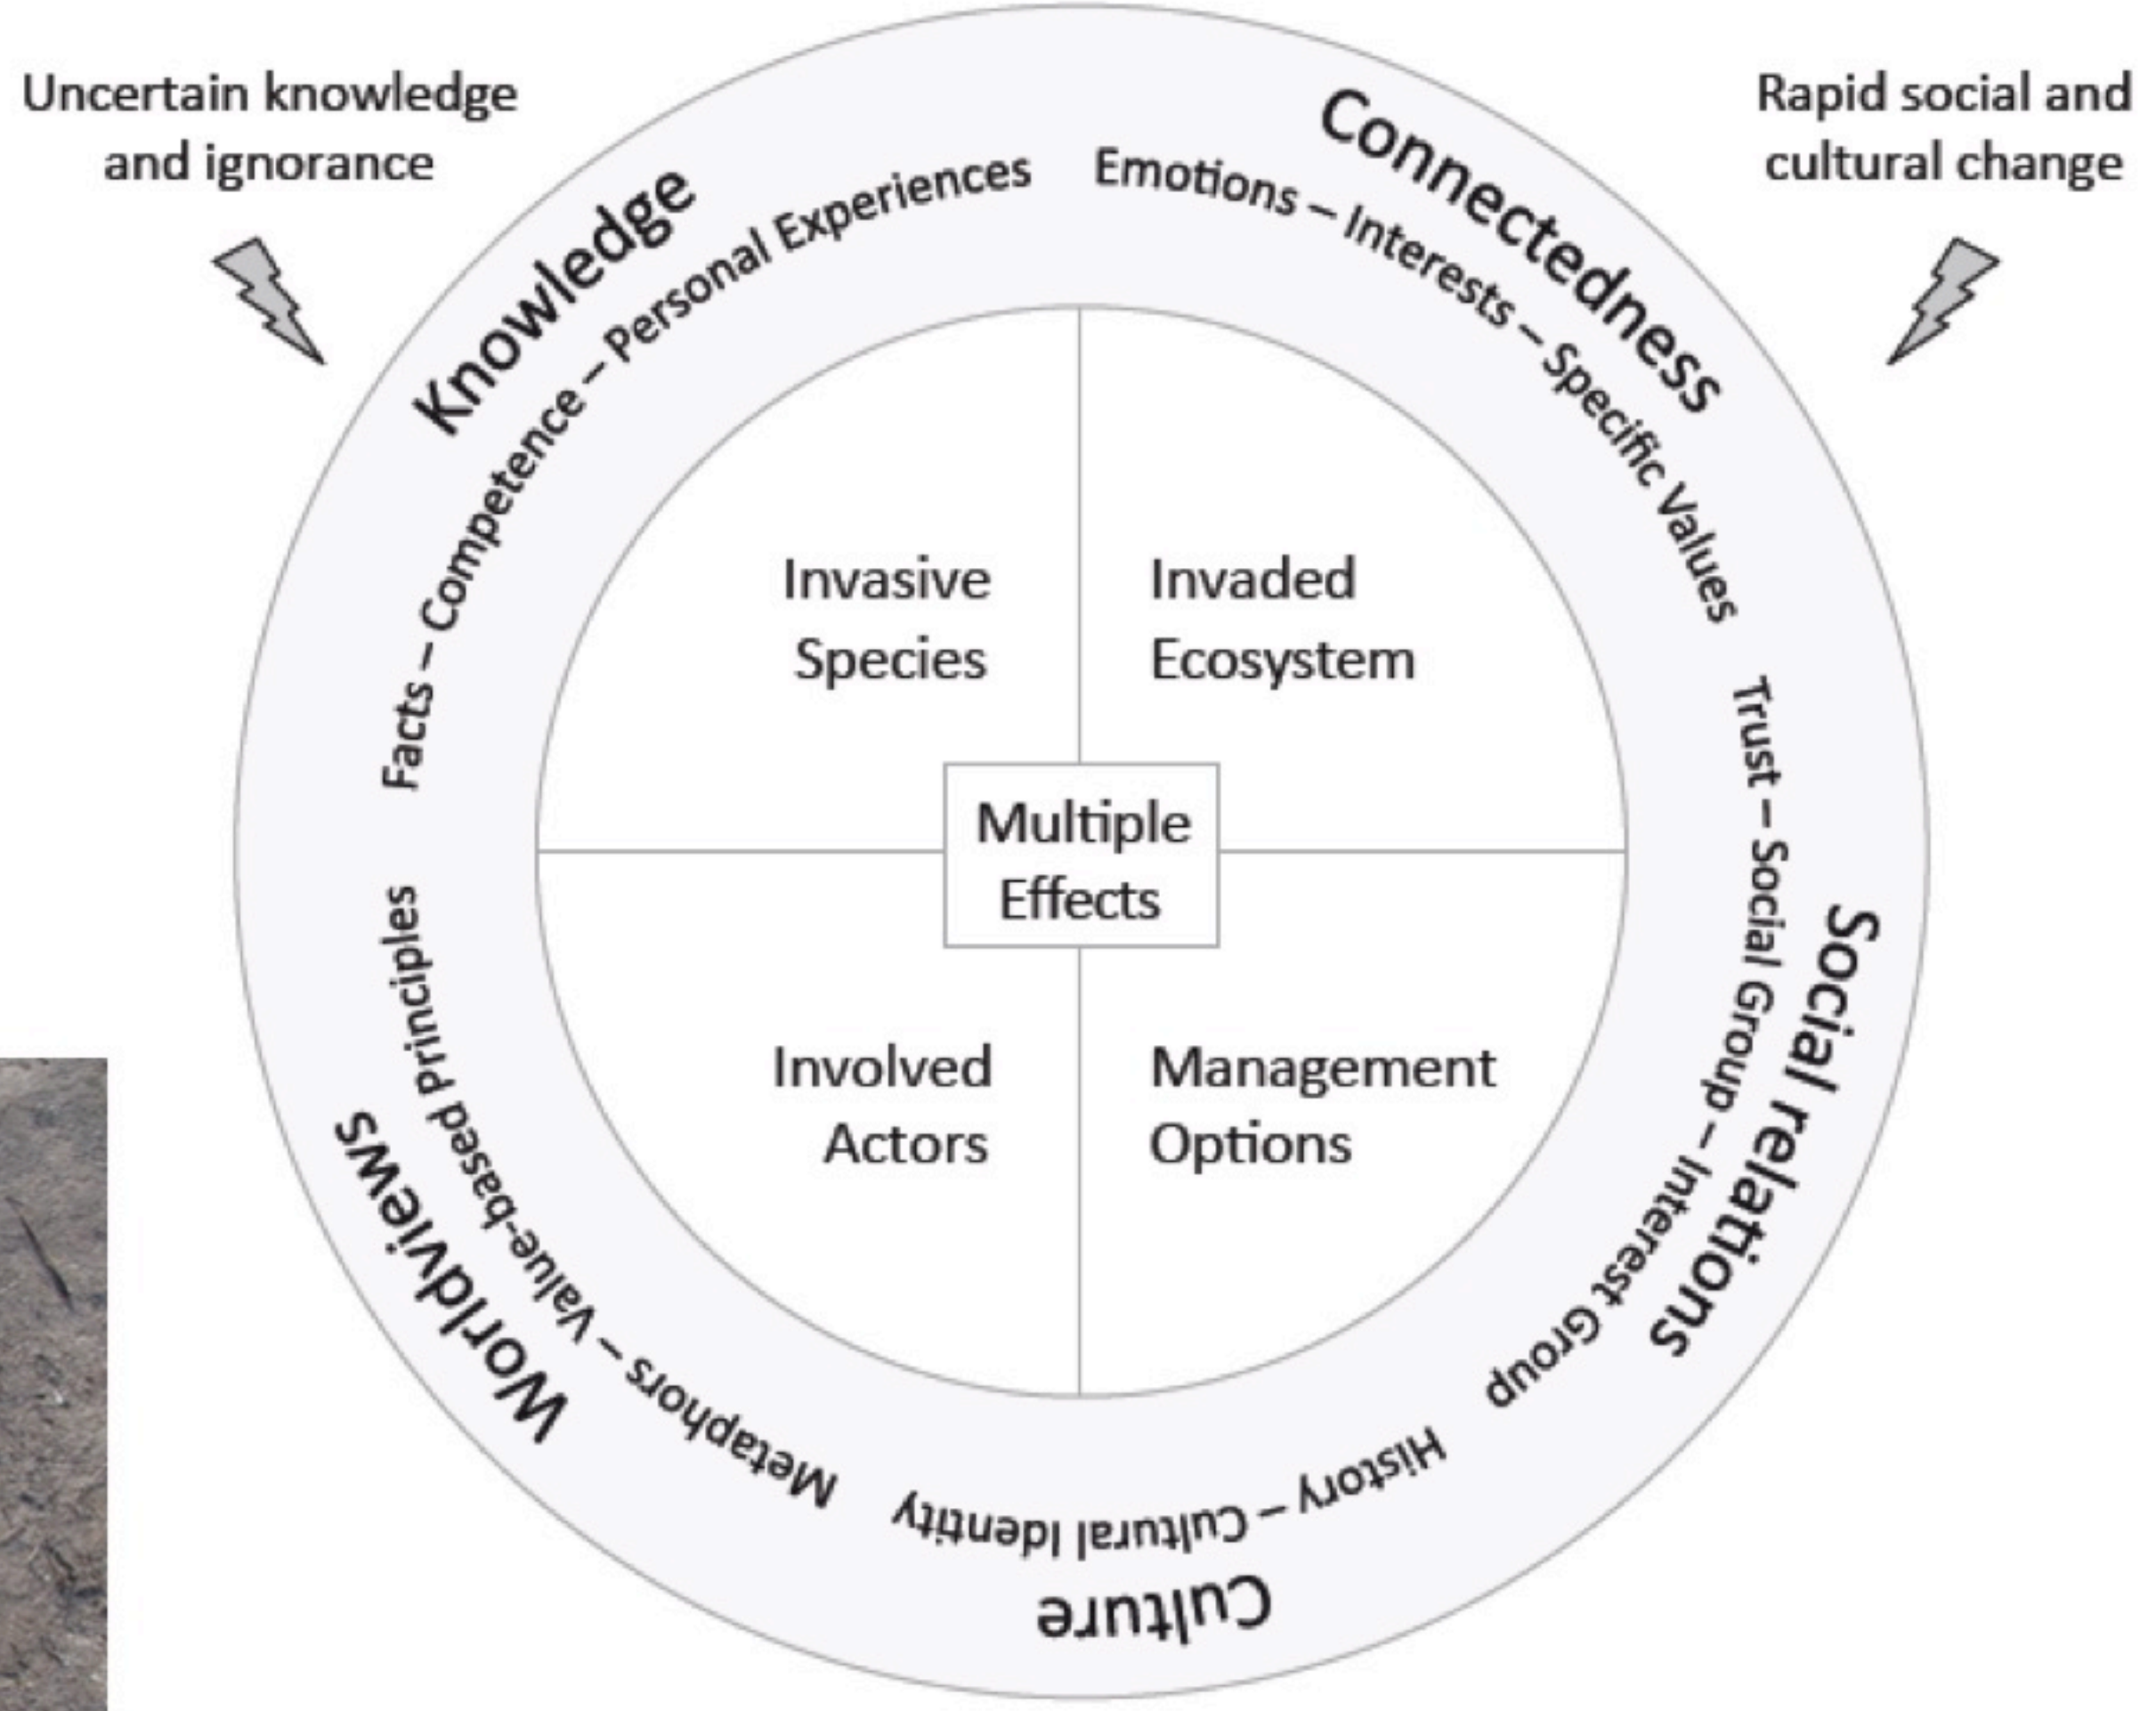 Uncertain knowledge
and ignorance
Rapid social and
cultural change
Knowledge
Facts – Competence – Personal Experiences
Connectedness
Emotions – Interests – Specific Values
Social relations
Trust – Social Group – Interest Group
Culture
History – Cultural Identity
Worldviews
Metaphors – Value-based Principles
Invasive
Species
Invaded
Ecosystem
Multiple
Effects
Involved
Actors
Management
Options